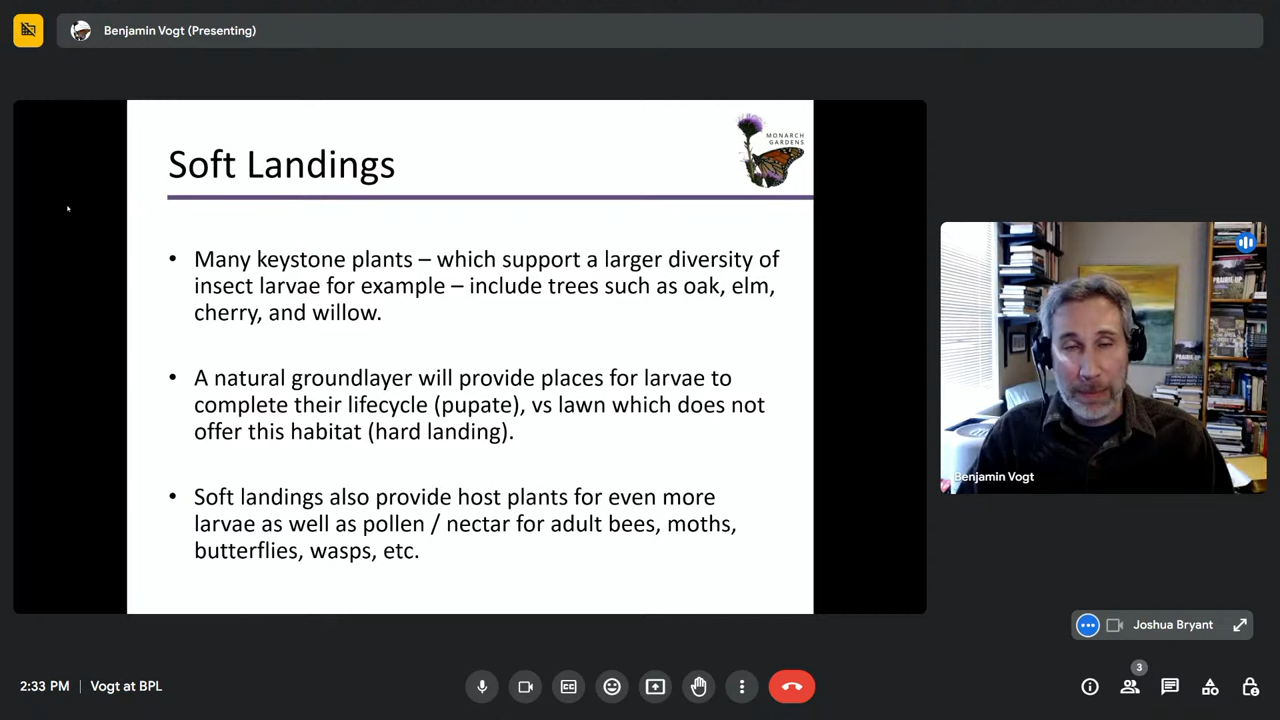 Benjamin Vogt (Presenting)
Soft Landings
MONARCH
GARDENS
• Many keystone plants – which support a larger diversity of
insect larvae for example – include trees such as oak, elm,
cherry, and willow.
• A natural groundlayer will provide places for larvae to
complete their lifecycle (pupate), vs lawn which does not
offer this habitat (hard landing).
• Soft landings also provide host plants for even more
larvae as well as pollen / nectar for adult bees, moths,
butterflies, wasps, etc.
PRAIRIE UP
PRAIRIE UP
Benjamin Vogt
Joshua Bryant
2:33 PM | Vogt at BPL
3